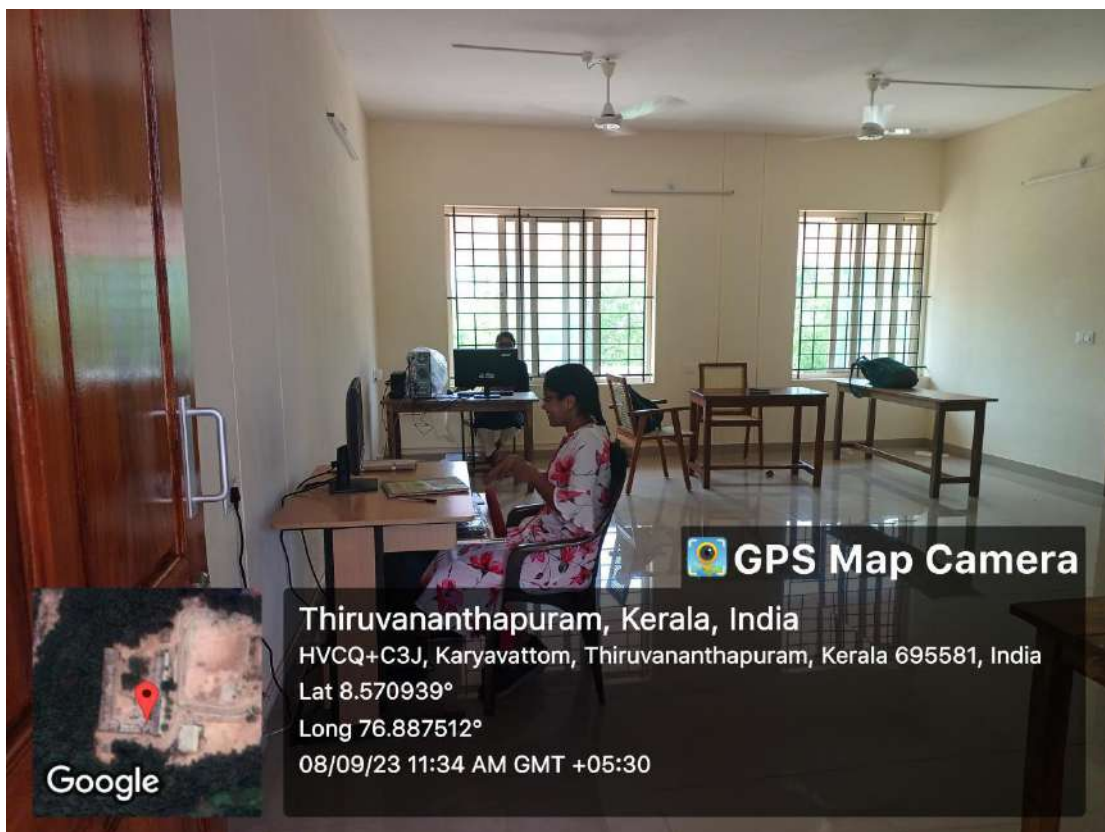 GPS Map Camera
Thiruvananthapuram, Kerala, India
HVCQ+C3J, Karyavattom, Thiruvananthapuram, Kerala 695581, India
Lat 8.570939°
Long 76.887512°
08/09/23 11:34 AM GMT +05:30
Google